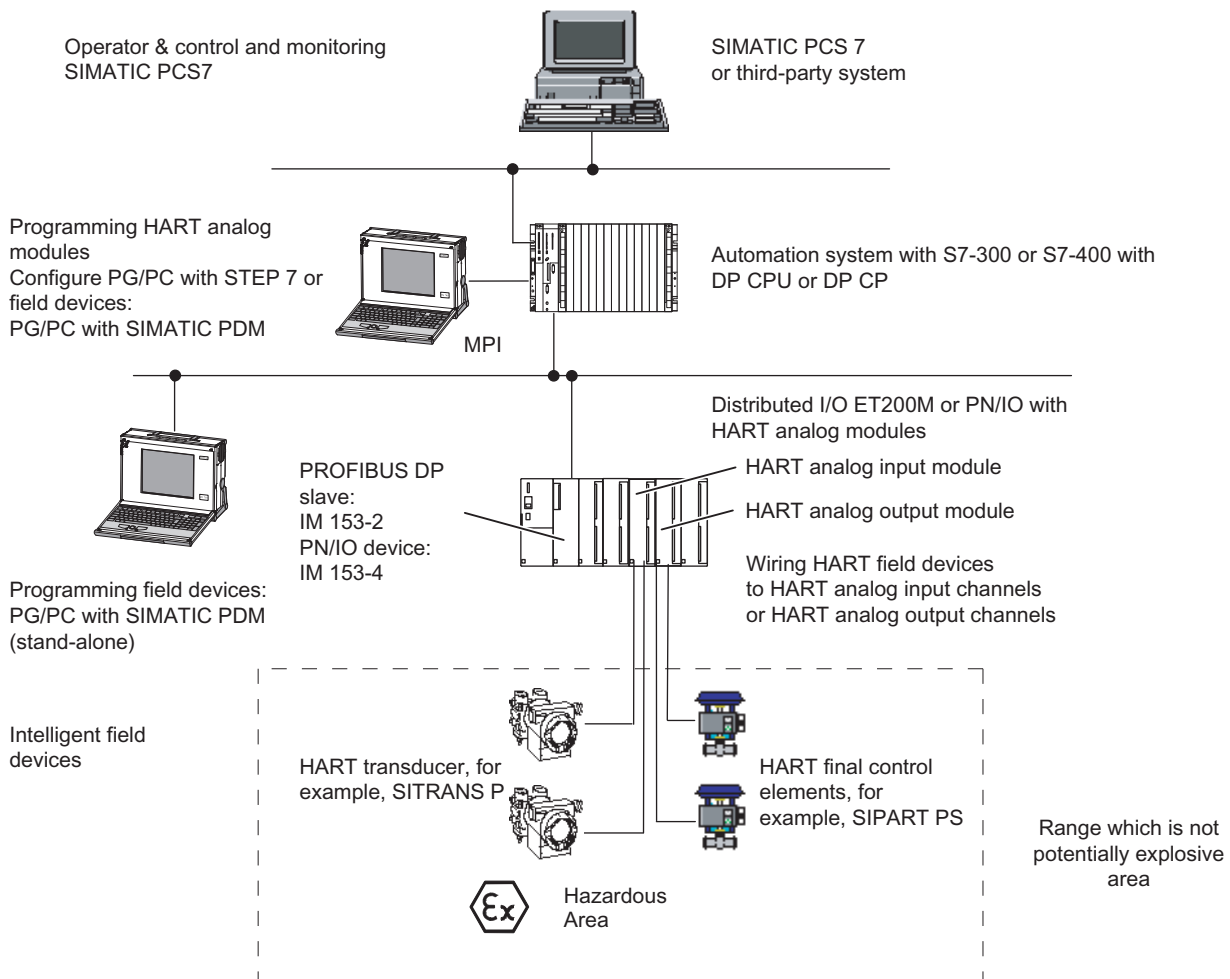 Operator & control and monitoring
SIMATIC PCS7
SIMATIC PCS 7
or third-party system
Programming HART analog
modules
Configure PG/PC with STEP 7 or
field devices:
PG/PC with SIMATIC PDM
MPI
Automation system with S7-300 or S7-400 with
DP CPU or DP CP
Distributed I/O ET200M or PN/IO with
HART analog modules
HART analog input module
HART analog output module
Wiring HART field devices
to HART analog input channels
or HART analog output channels
PROFIBUS DP
slave:
IM 153-2
PN/IO device:
IM 153-4
Programming field devices:
PG/PC with SIMATIC PDM
(stand-alone)
Intelligent field
devices
HART transducer, for
example, SITRANS P
HART final control
elements, for
example, SIPART PS
Range which is not
potentially explosive
area
Ex
Hazardous
Area